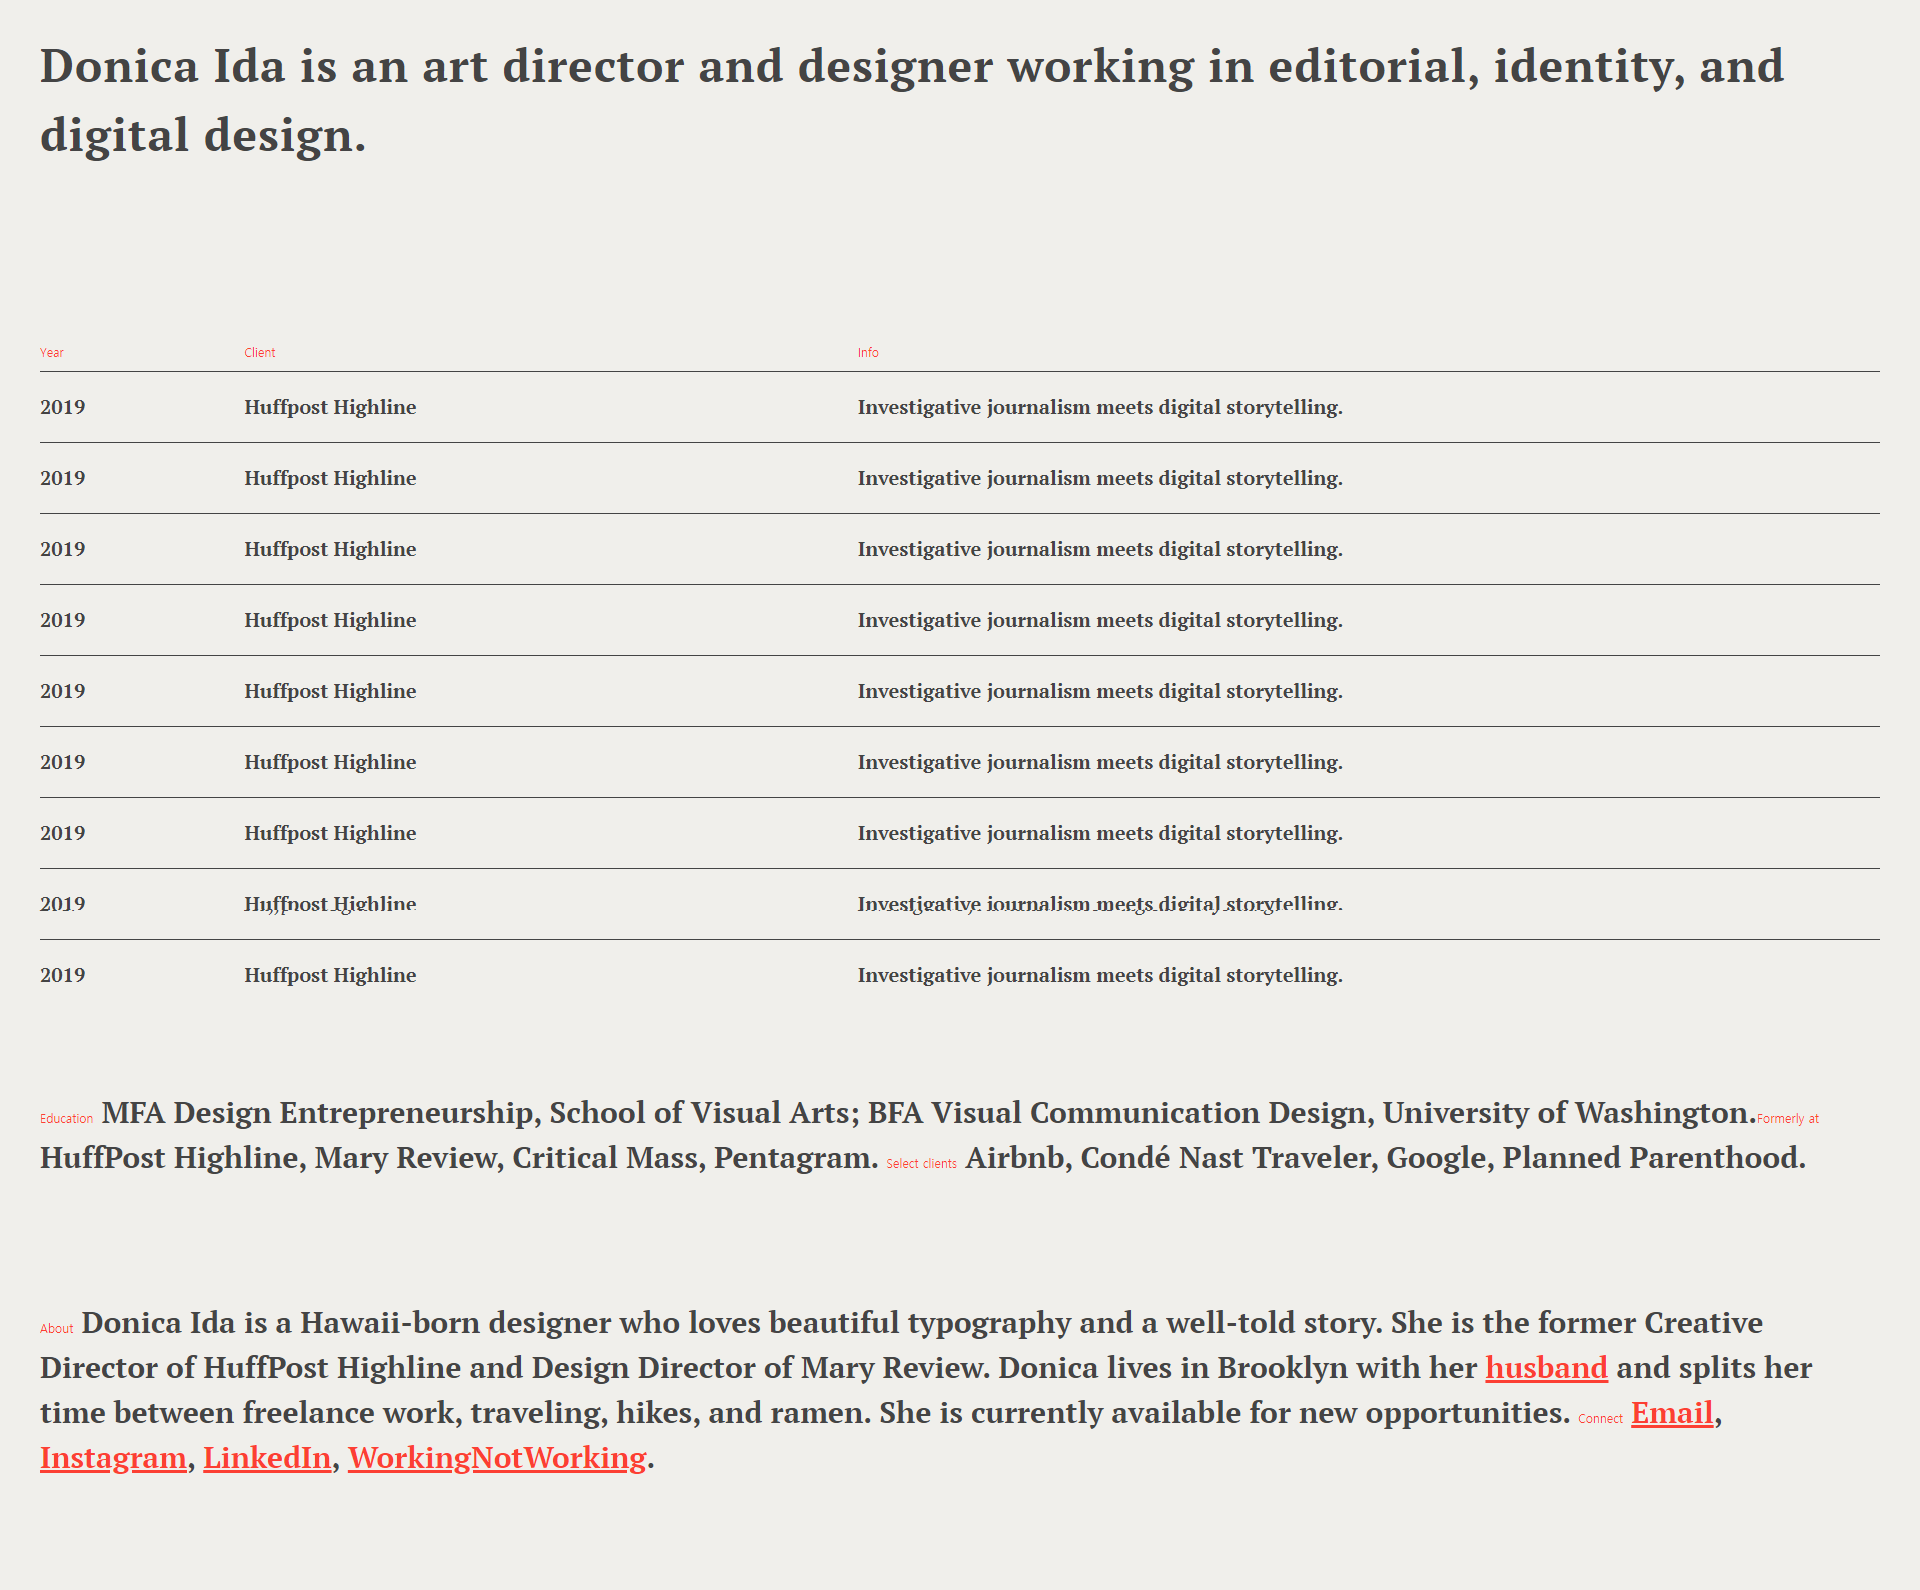 Donica Ida is an art director and designer working in editorial, identity, and
digital design.
Year Client Info
2019 Huffpost Highline Investigative journalism meets digital storytelling.
2019 Huffpost Highline Investigative journalism meets digital storytelling.
2019 Huffpost Highline Investigative journalism meets digital storytelling.
2019 Huffpost Highline Investigative journalism meets digital storytelling.
2019 Huffpost Highline Investigative journalism meets digital storytelling.
2019 Huffpost Highline Investigative journalism meets digital storytelling.
2019 Huffpost Highline Investigative journalism meets digital storytelling.
2019 Huffpost Highline Investigative journalism meets digital storytelling.
2019 Huffpost Highline Investigative journalism meets digital storytelling.
Education MFA Design Entrepreneurship, School of Visual Arts; BFA Visual Communication Design, University of Washington.Formerly at
HuffPost Highline, Mary Review, Critical Mass, Pentagram. Select clients Airbnb, Condé Nast Traveler, Google, Planned Parenthood.
About Donica Ida is a Hawaii-born designer who loves beautiful typography and a well-told story. She is the former Creative
Director of HuffPost Highline and Design Director of Mary Review. Donica lives in Brooklyn with her husband and splits her
time between freelance work, traveling, hikes, and ramen. She is currently available for new opportunities. Connect Email,
Instagram, LinkedIn, WorkingNotWorking.